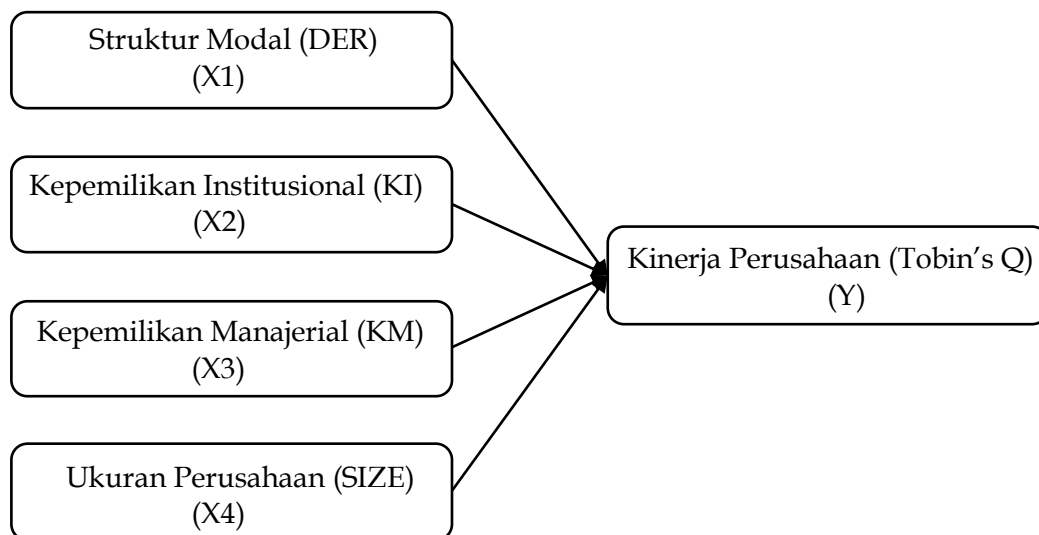 Struktur Modal (DER)
(X1)
Kepemilikan Institusional (KI)
(X2)
Kinerja Perusahaan (Tobin’s Q)
(Y)
Kepemilikan Manajerial (KM)
(X3)
Ukuran Perusahaan (SIZE)
(X4)